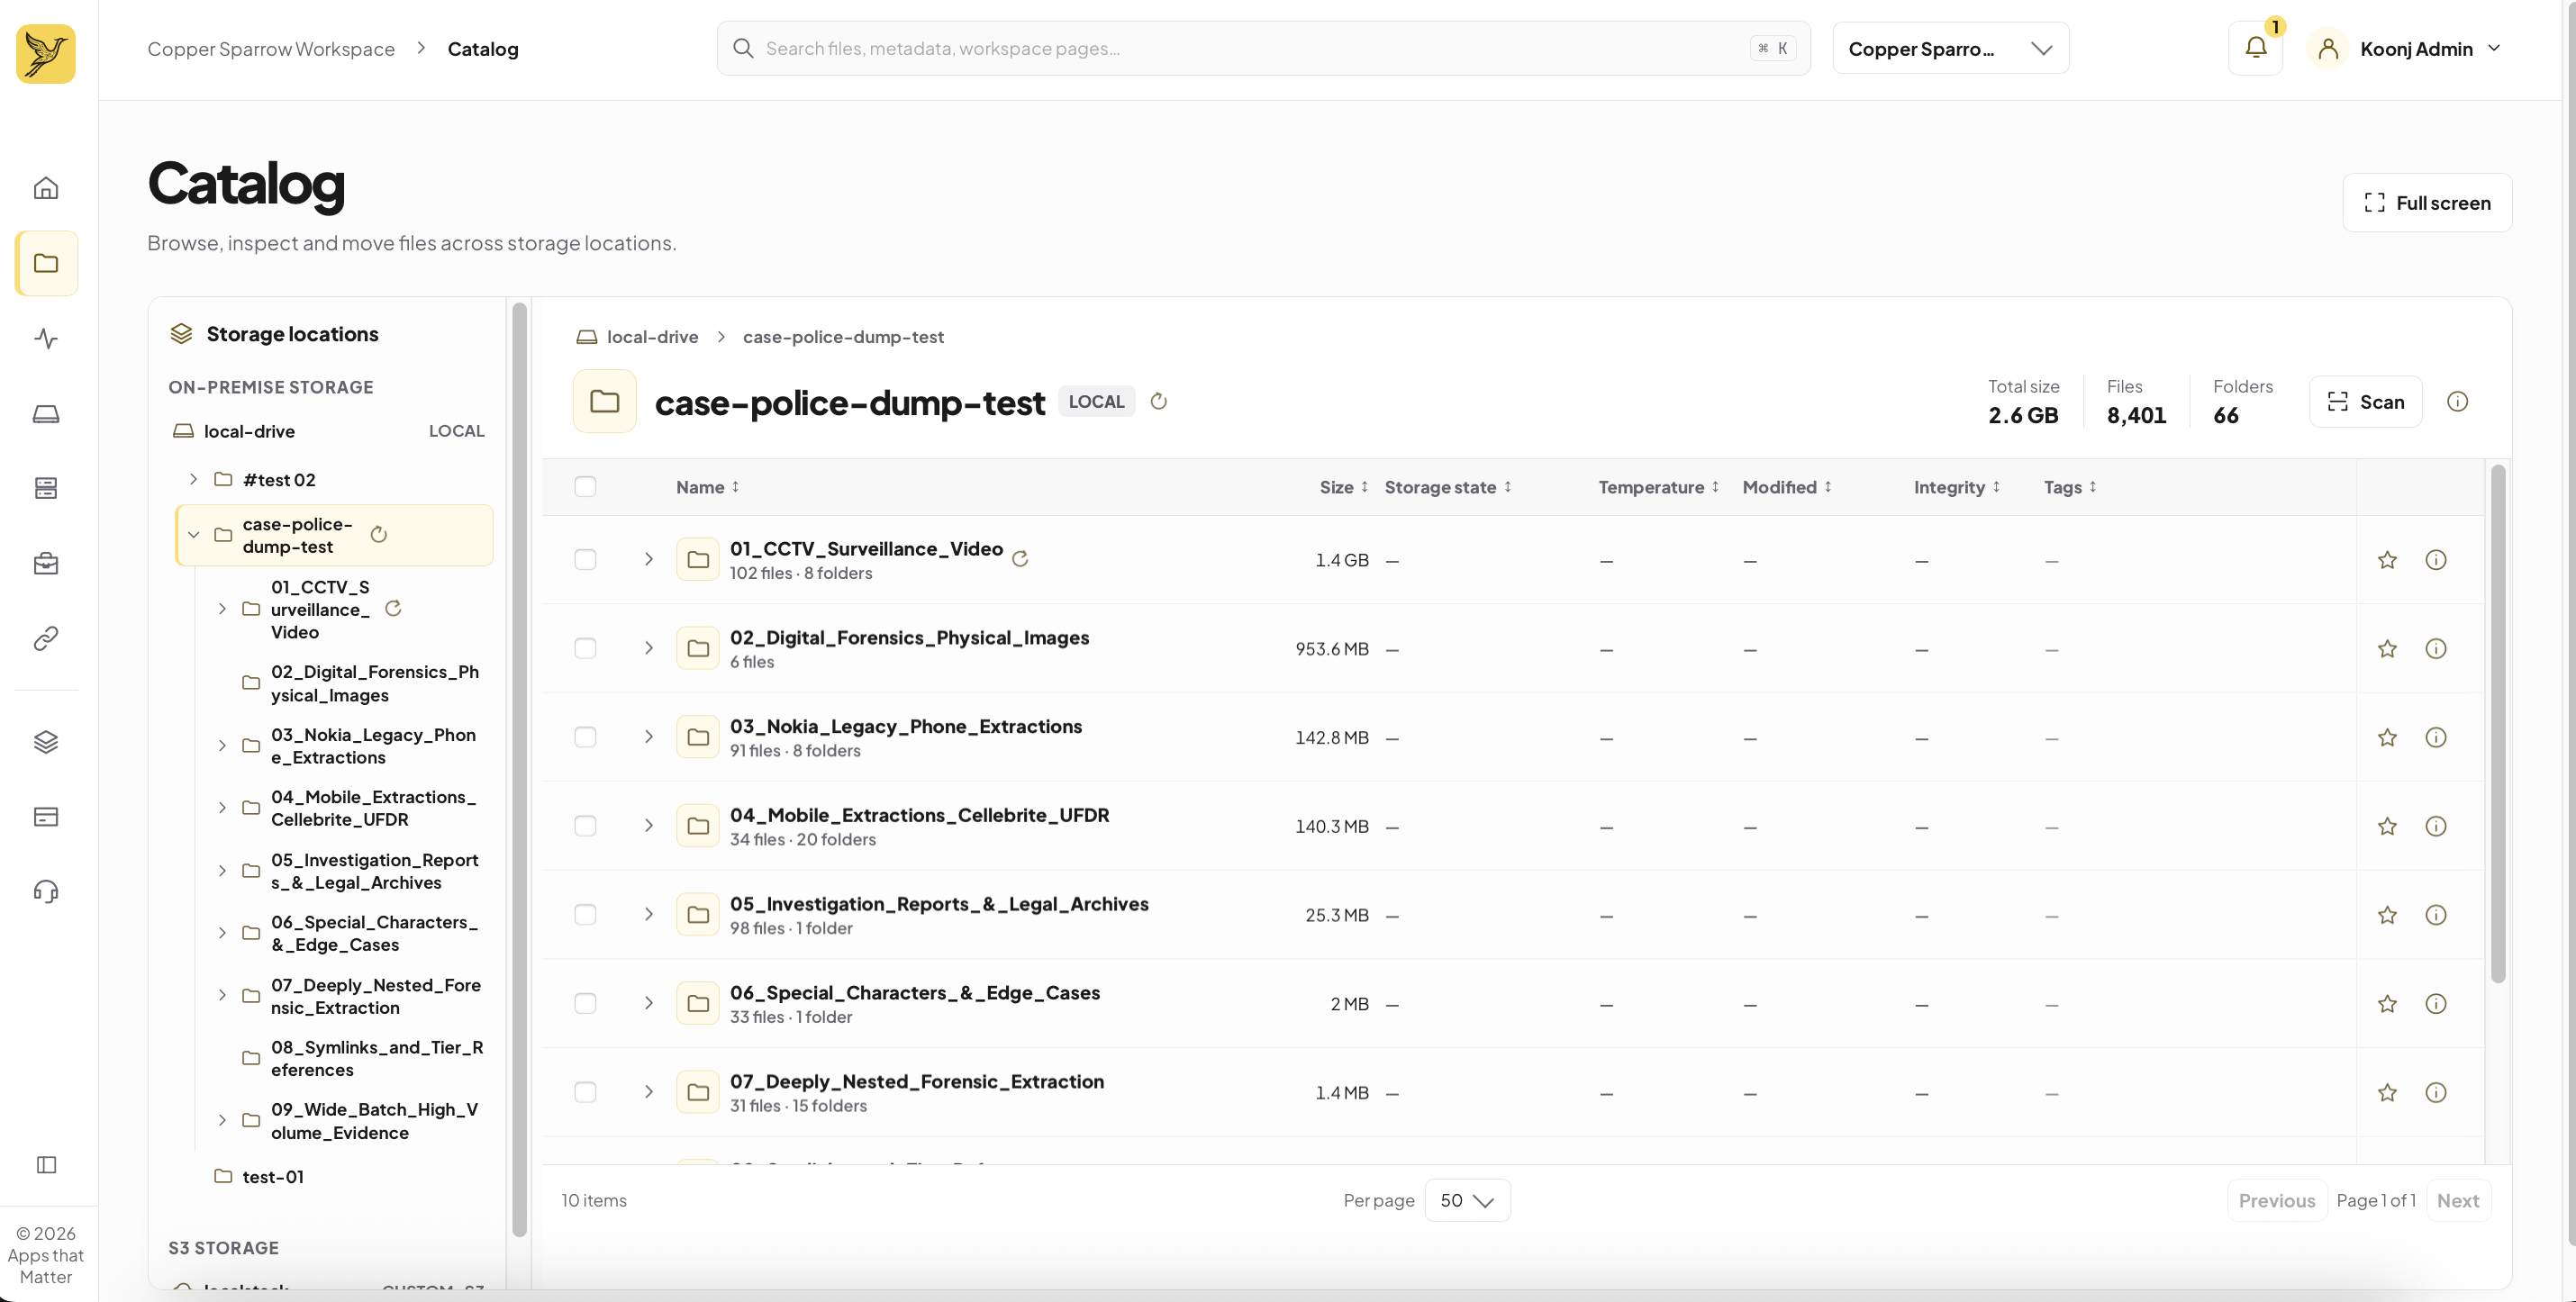 Copper Sparrow Workspace > Catalog
Search files, metadata, workspace pages...
⌘ K
Copper Sparro...
1
Koonj Admin
Catalog
Browse, inspect and move files across storage locations.
Full screen
Storage locations
ON-PREMISE STORAGE
local-drive LOCAL
#test 02
case-police-
dump-test
01_CCTV_S
urveillance_
Video
02_Digital_Forensics_Ph
ysical_Images
03_Nokia_Legacy_Phon
e_Extractions
04_Mobile_Extractions_
Cellebrite_UFDR
05_Investigation_Report
s_&_Legal_Archives
06_Special_Characters_
&_Edge_Cases
07_Deeply_Nested_Fore
nsic_Extraction
08_Symlinks_and_Tier_R
eferences
09_Wide_Batch_High_V
olume_Evidence
test-01
S3 STORAGE
© 2026
Apps that
Matter
local-drive > case-police-dump-test
case-police-dump-test LOCAL
Total size
2.6 GB
Files
8,401
Folders
66
Scan
Name Size Storage state Temperature Modified Integrity Tags
01_CCTV_Surveillance_Video
102 files · 8 folders
1.4 GB — — — — —
02_Digital_Forensics_Physical_Images
6 files
953.6 MB — — — — —
03_Nokia_Legacy_Phone_Extractions
91 files · 8 folders
142.8 MB — — — — —
04_Mobile_Extractions_Cellebrite_UFDR
34 files · 20 folders
140.3 MB — — — — —
05_Investigation_Reports_&_Legal_Archives
98 files · 1 folder
25.3 MB — — — — —
06_Special_Characters_&_Edge_Cases
33 files · 1 folder
2 MB — — — — —
07_Deeply_Nested_Forensic_Extraction
31 files · 15 folders
1.4 MB — — — — —
10 items
Per page 50
Previous Page 1 of 1 Next